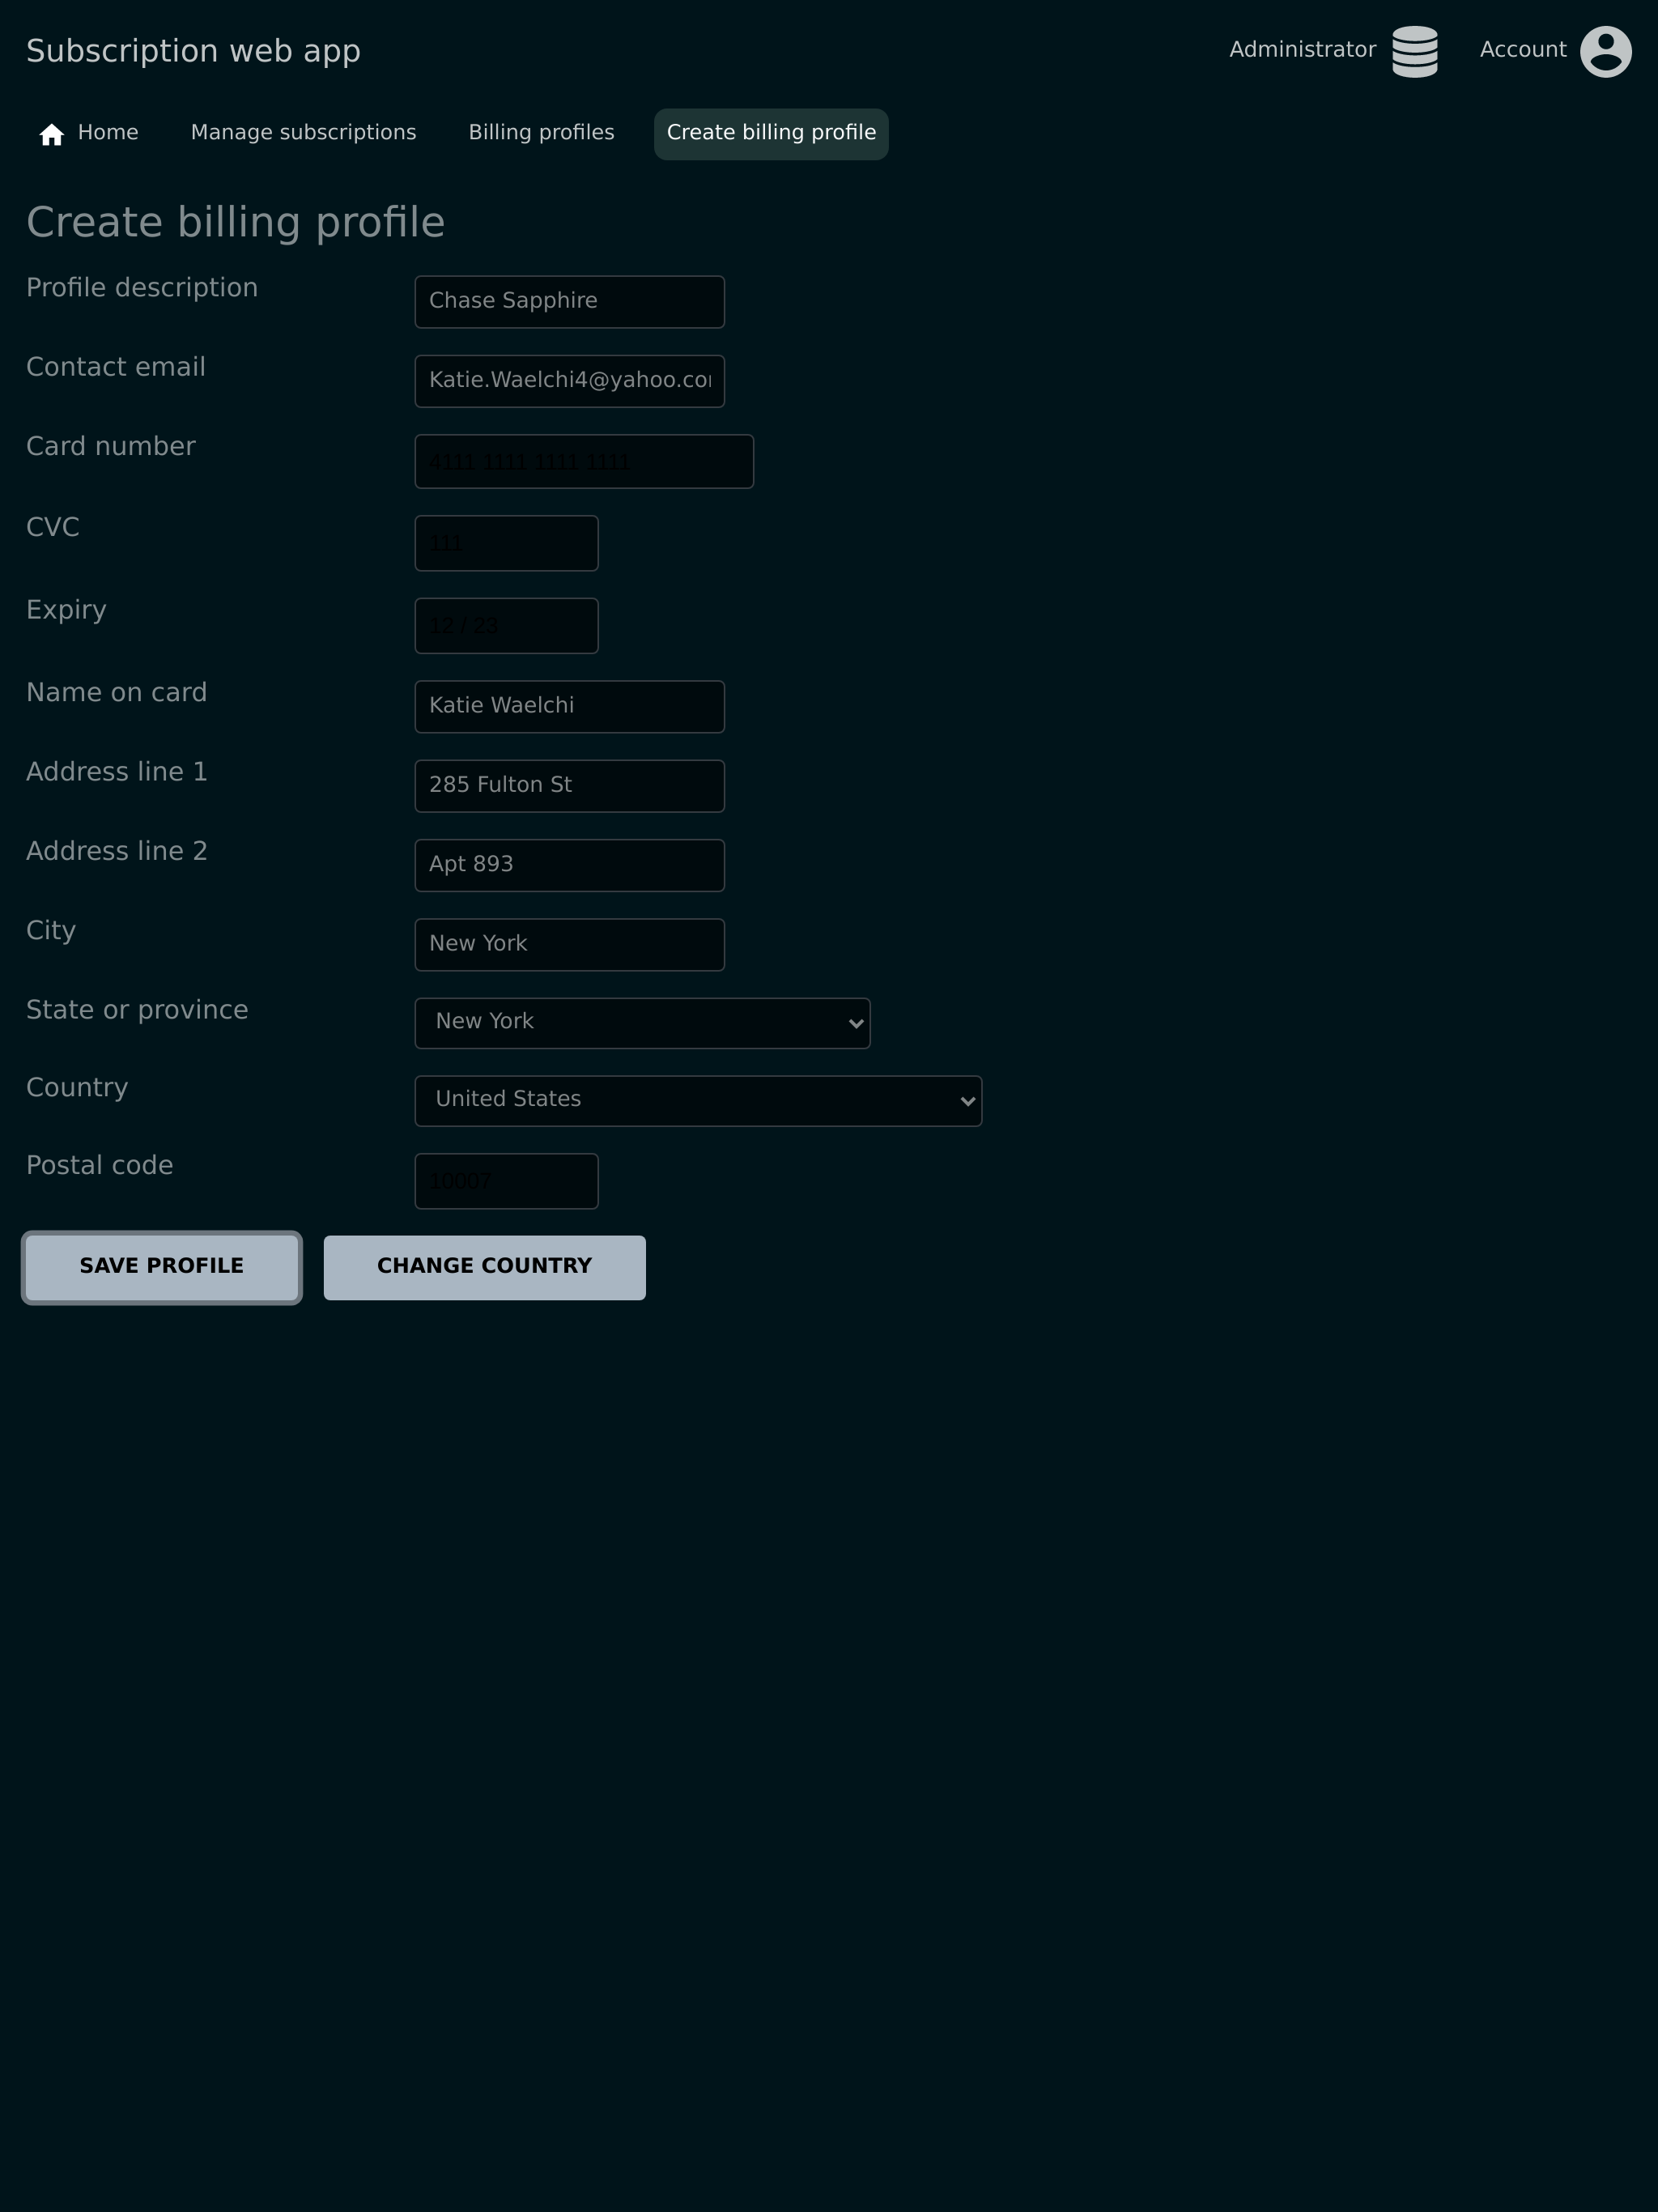 Subscription web app
Administrator
Account
Home
Manage subscriptions
Billing profiles
Create billing profile
Create billing profile
Profile description
Chase Sapphire
Contact email
Katie.Waelchi4@yahoo.co
Card number
4111 1111 1111 1111
CVC
111
Expiry
12 / 23
Name on card
Katie Waelchi
Address line 1
285 Fulton St
Address line 2
Apt 893
City
New York
State or province
New York
Country
United States
Postal code
10007
SAVE PROFILE
CHANGE COUNTRY